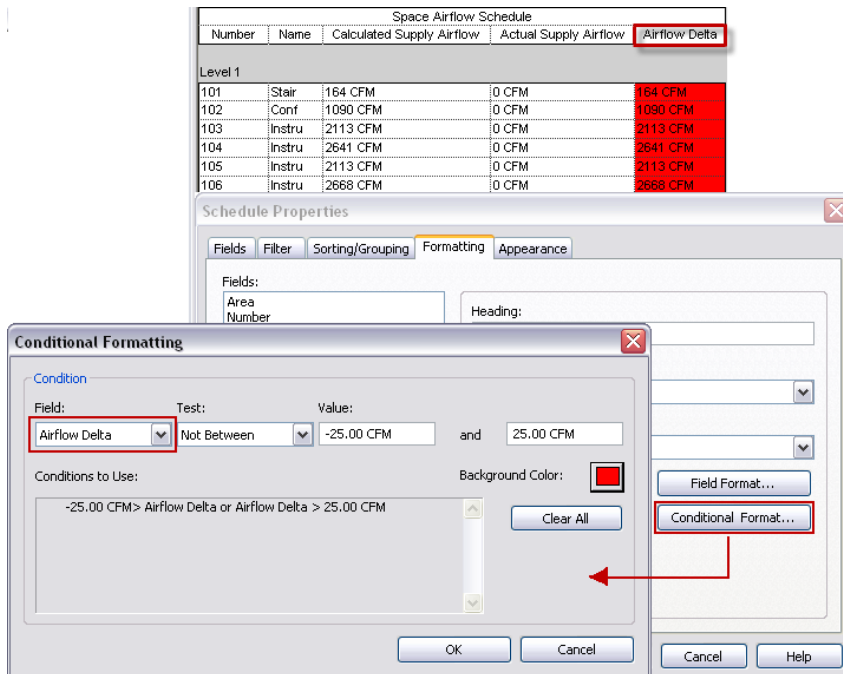 Space Airflow Schedule
Number Name Calculated Supply Airflow Actual Supply Airflow Airflow Delta
Level 1
101 Stair 164 CFM 0 CFM 164 CFM
102 Conf 1090 CFM 0 CFM 1090 CFM
103 Instru 2113 CFM 0 CFM 2113 CFM
104 Instru 2641 CFM 0 CFM 2641 CFM
105 Instru 2113 CFM 0 CFM 2113 CFM
106 Instru 2668 CFM 0 CFM 2668 CFM
Schedule Properties
Fields Filter Sorting/Grouping Formatting Appearance
Fields:
Area
Number
Heading:
Field Format...
Conditional Format...
Cancel Help
Conditional Formatting
Condition
Field: Test: Value:
Airflow Delta Not Between -25.00 CFM and 25.00 CFM
Conditions to Use: Background Color:
-25.00 CFM> Airflow Delta or Airflow Delta > 25.00 CFM
Clear All
OK Cancel